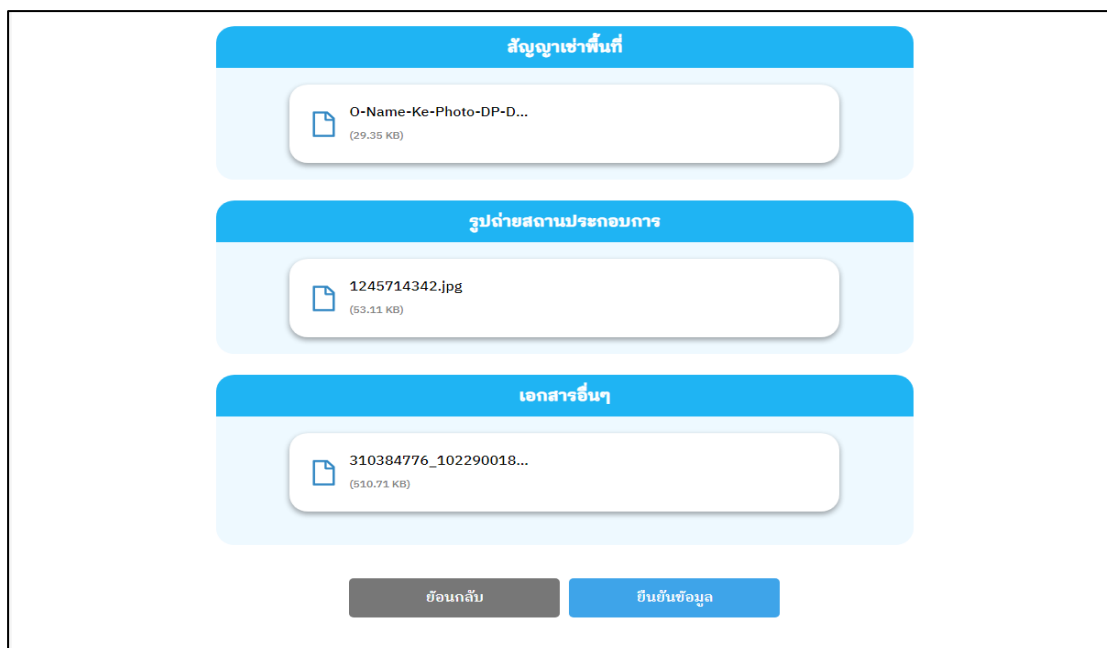 สัญญาเช่าพื้นที่
O-Name-Ke-Photo-DP-D...
(29.35 KB)
รูปถ่ายสถานประกอบการ
1245714342.jpg
(53.11 KB)
เอกสารอื่นๆ
310384776_102290018...
(510.71 KB)
ย้อนกลับ
ยืนยันข้อมูล